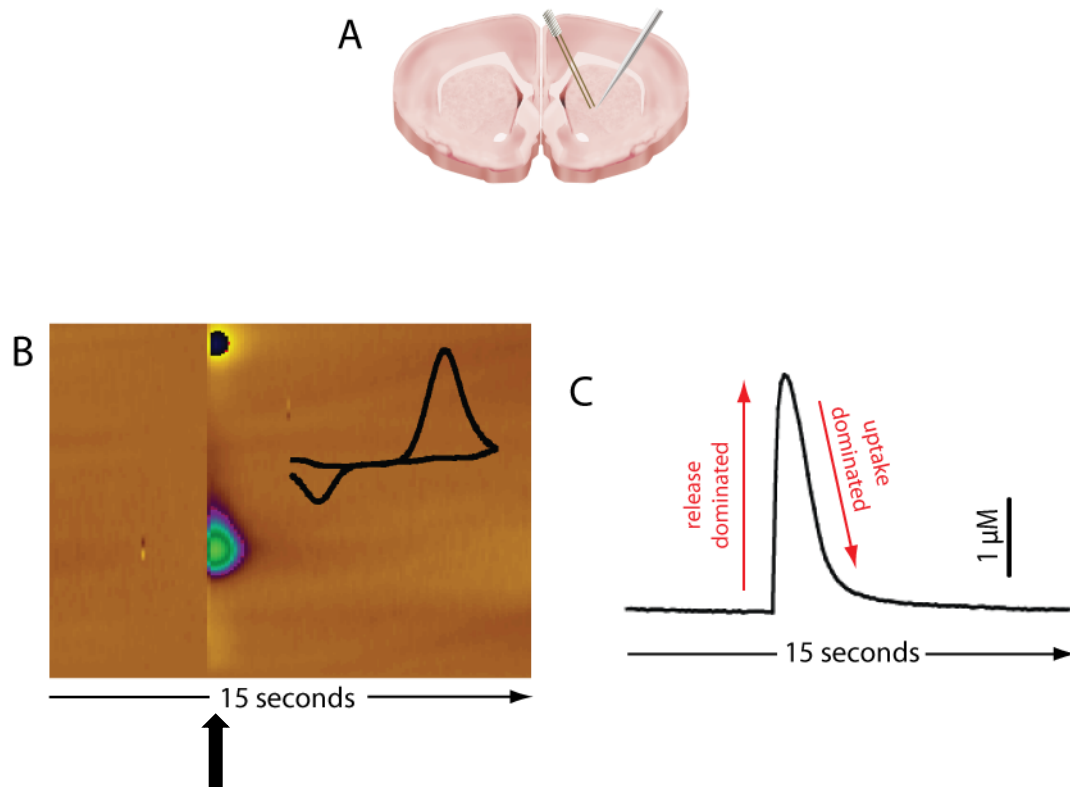 A
B
C
release
dominated
uptake
dominated
1 μM
15 seconds
15 seconds